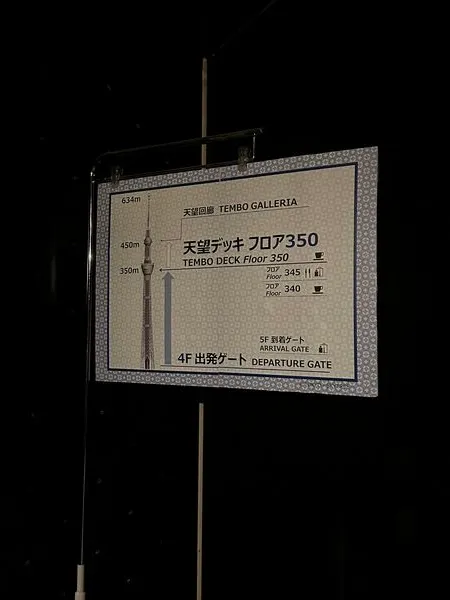 634m
天望回廊 TEMBO GALLERIA
450m
天望デッキ フロア350
TEMBO DECK Floor 350
350m
フロア Floor 345
フロア Floor 340
5F 到着ゲート
ARRIVAL GATE
4F 出発ゲート DEPARTURE GATE